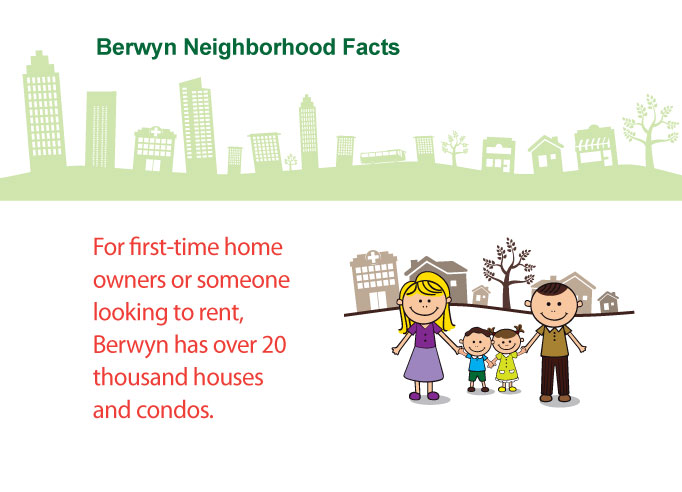 Berwyn Neighborhood Facts
For first-time home
owners or someone
looking to rent,
Berwyn has over 20
thousand houses
and condos.